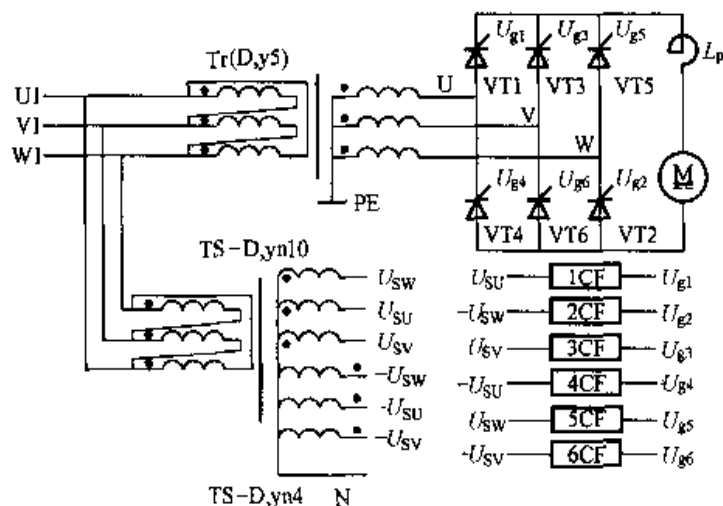 Tr(D,y5)
U1
V1
W1
U
V
W
PE
Ug1
Ug3
Ug5
Lp
VT1
VT3
VT5
M
Ug4
Ug6
Ug2
VT4
VT6
VT2
TS-D,yn10
USW
USU
USV
-USW
-USU
-USV
TS-D,yn4
N
USU 1CF Ug1
-USW 2CF Ug2
USV 3CF Ug3
-USU 4CF Ug4
USW 5CF Ug5
-USV 6CF Ug6